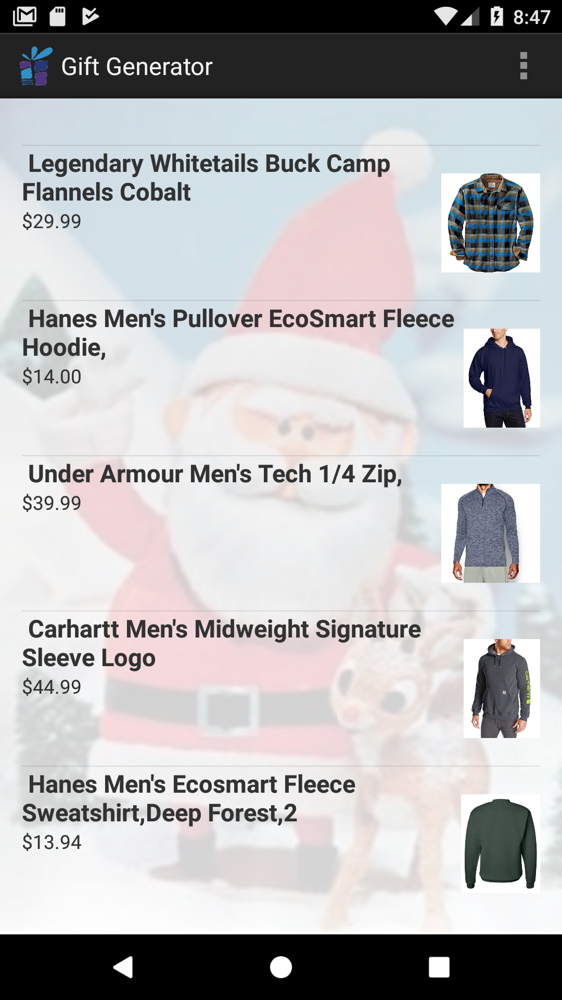 8:47
Gift Generator
Legendary Whitetails Buck Camp
Flannels Cobalt
$29.99
Hanes Men's Pullover EcoSmart Fleece
Hoodie,
$14.00
Under Armour Men's Tech 1/4 Zip,
$39.99
Carhartt Men's Midweight Signature
Sleeve Logo
$44.99
carhartt
Hanes Men's Ecosmart Fleece
Sweatshirt,Deep Forest,2
$13.94